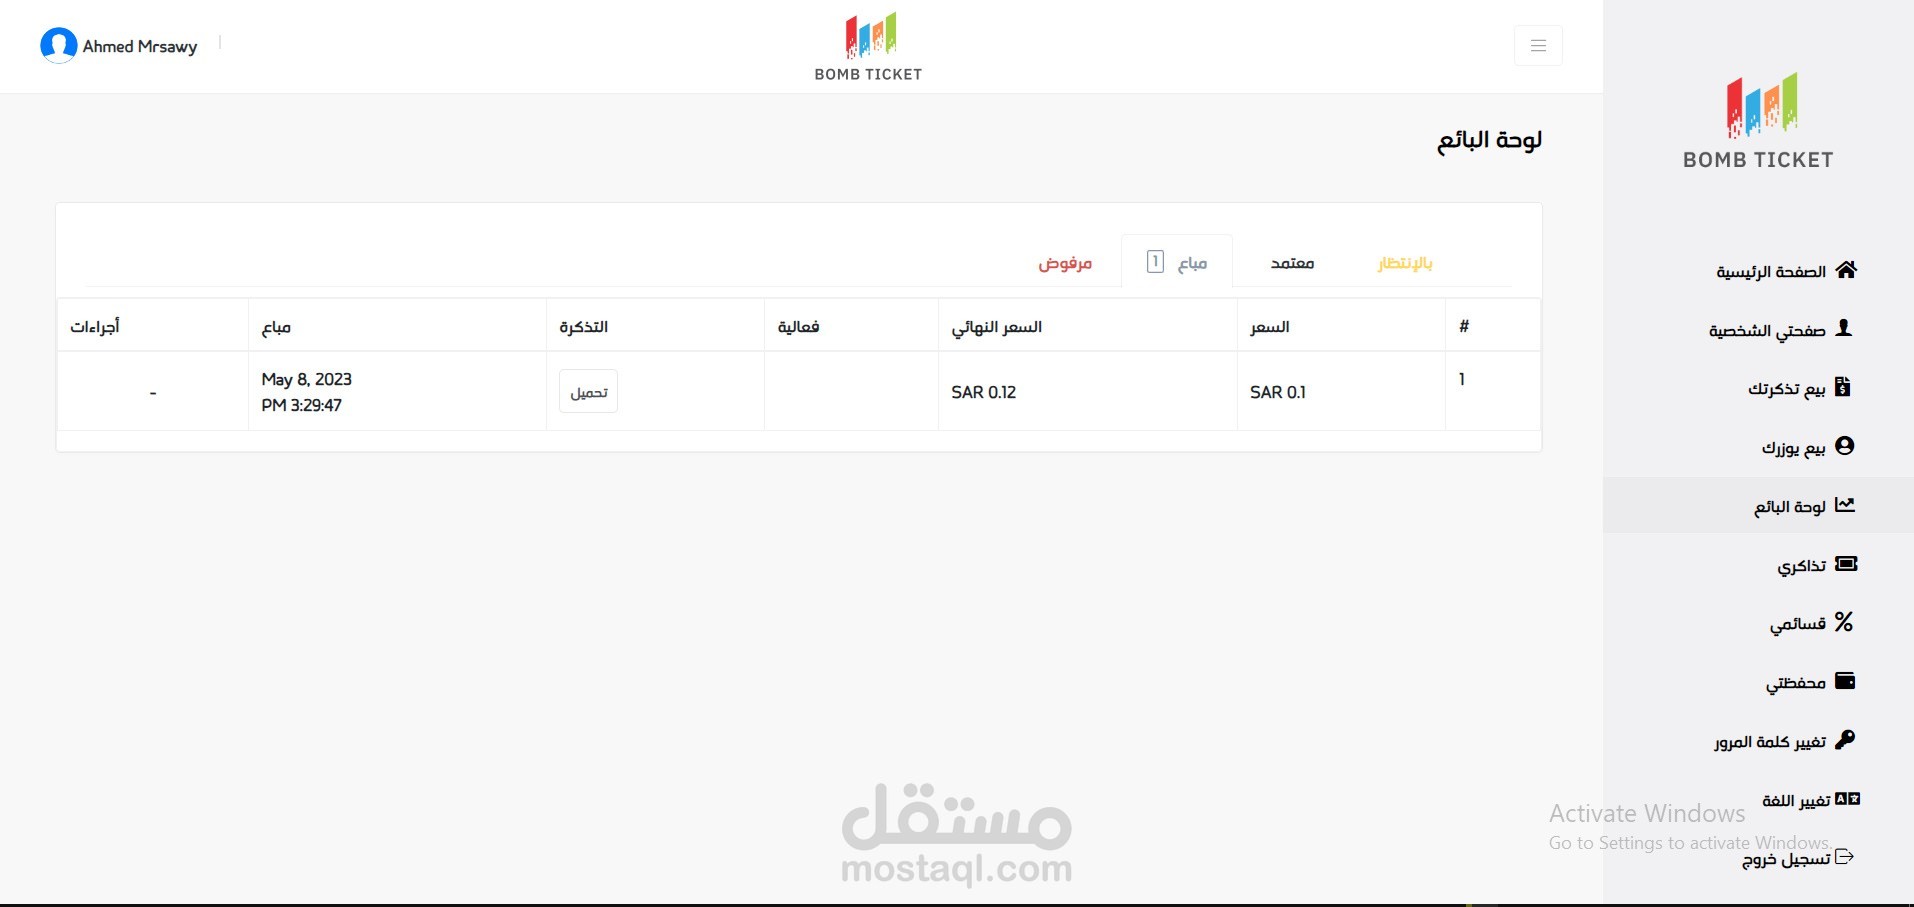 Ahmed Mrsawy
BOMB TICKET
BOMB TICKET
الصفحة الرئيسية
صفحتي الشخصية
بيع تذكرتك
بيع يوزرك
لوحة البائع
تذاكري
قسائمي
محفظتي
تغيير كلمة المرور
تغيير اللغة
تسجيل خروج
لوحة البائع
بالإنتظار معتمد مباع 1 مرفوض
# السعر السعر النهائي فعالية التذكرة مباع أجراءات
1 SAR 0.1 SAR 0.12 تحميل May 8, 2023 -
PM 3:29:47
مستقل
mostaql.com
Activate Windows
Go to Settings to activate Windows.